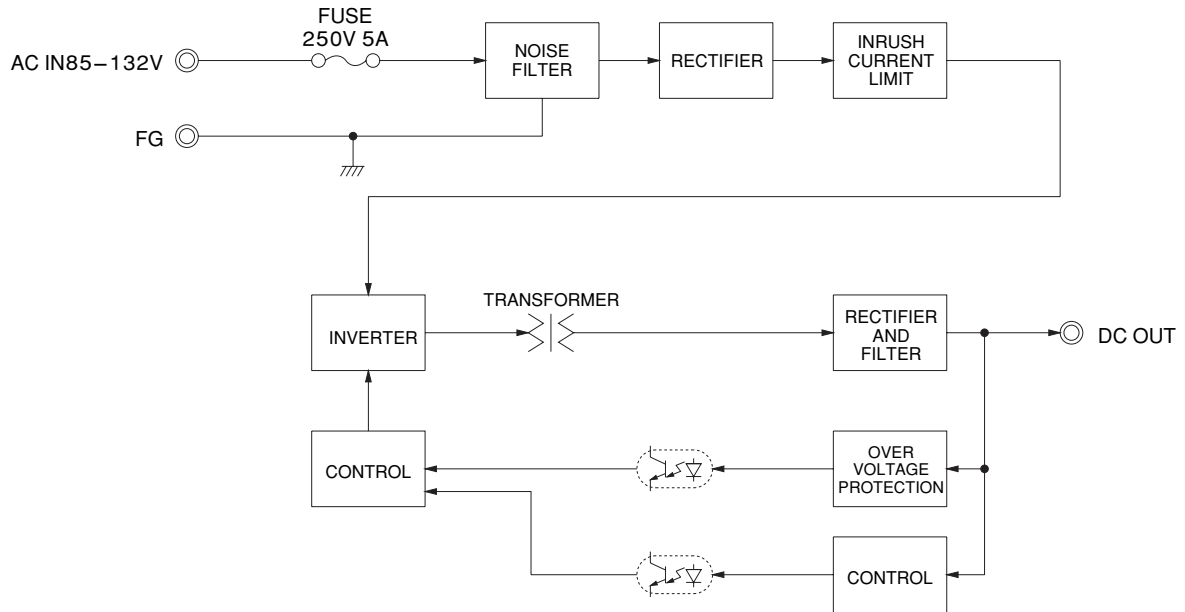 FUSE
250V 5A
AC IN85–132V
NOISE
FILTER
RECTIFIER
INRUSH
CURRENT
LIMIT
FG
TRANSFORMER
INVERTER
RECTIFIER
AND
FILTER
DC OUT
CONTROL
OVER
VOLTAGE
PROTECTION
CONTROL